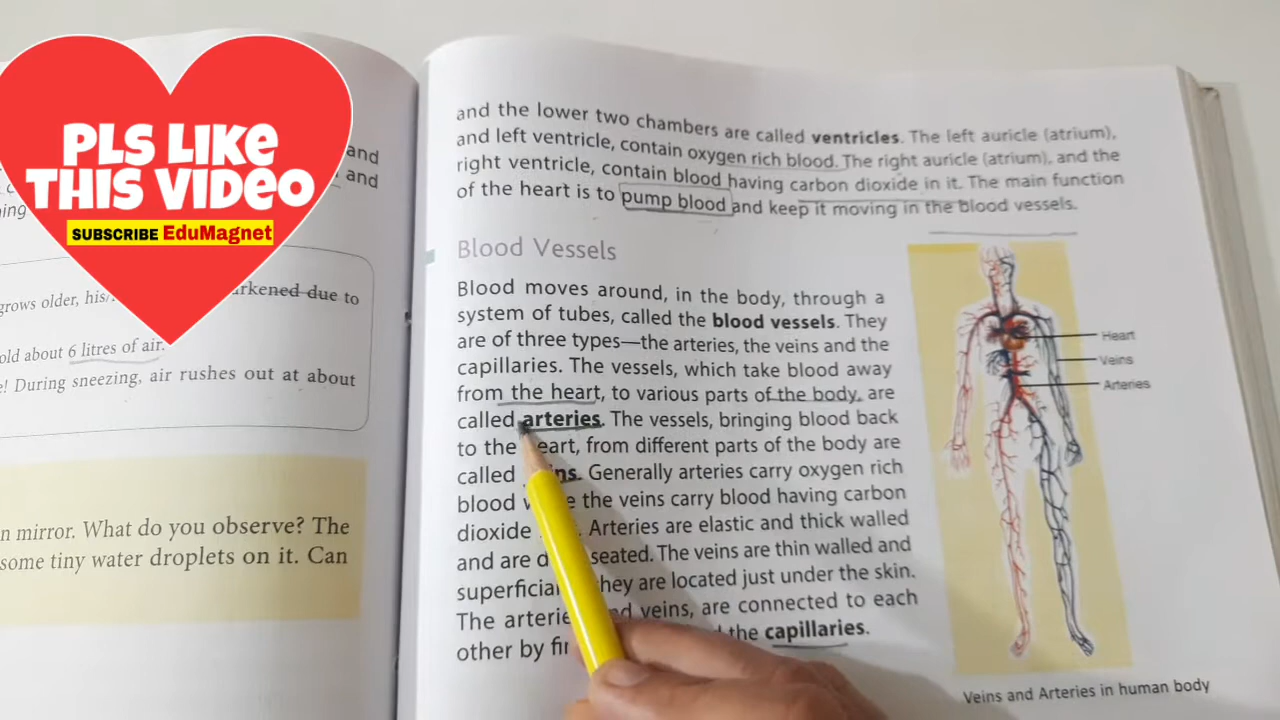 PLS LIKE
THIS VIDEO
SUBSCRIBE EduMagnet
and
and
grows older, his/ rkened due to
old about 6 litres of air.
! During sneezing, air rushes out at about
n mirror. What do you observe? The
some tiny water droplets on it. Can
and the lower two chambers are called ventricles. The left auricle (atrium),
and left ventricle, contain oxygen rich blood. The right auricle (atrium), and the
right ventricle, contain blood having carbon dioxide in it. The main function
of the heart is to pump blood and keep it moving in the blood vessels.
Blood Vessels
Blood moves around, in the body, through a
system of tubes, called the blood vessels. They
are of three types—the arteries, the veins and the
capillaries. The vessels, which take blood away
from the heart, to various parts of the body, are
called arteries. The vessels, bringing blood back
to the heart, from different parts of the body are
called ins. Generally arteries carry oxygen rich
blood the veins carry blood having carbon
dioxide Arteries are elastic and thick walled
and are d seated. The veins are thin walled and
superficia hey are located just under the skin.
The arterie d veins, are connected to each
other by the capillaries.
Heart
Veins
Arteries
Veins and Arteries in human body